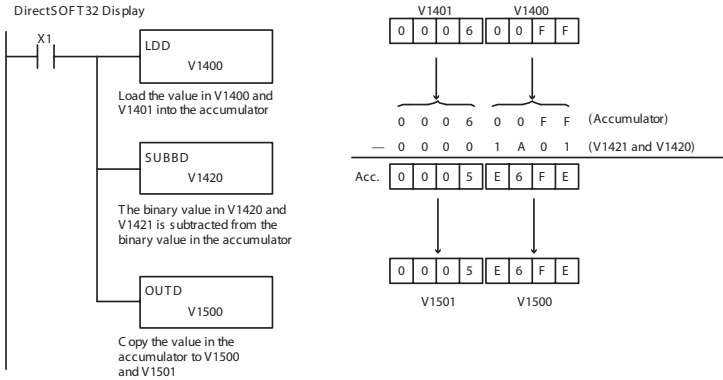 DirectSOFT32 Display
X1
LDD
V1400
Load the value in V1400 and
V1401 into the accumulator
SUBBD
V1420
The binary value in V1420 and
V1421 is subtracted from the
binary value in the accumulator
OUTD
V1500
Copy the value in the
accumulator to V1500
and V1501
V1401 V1400
0 0 0 6 0 0 F F
0 0 0 6 0 0 F F (Accumulator)
— 0 0 0 0 1 A 0 1 (V1421 and V1420)
Acc. 0 0 0 5 E 6 F E
0 0 0 5 E 6 F E
V1501 V1500